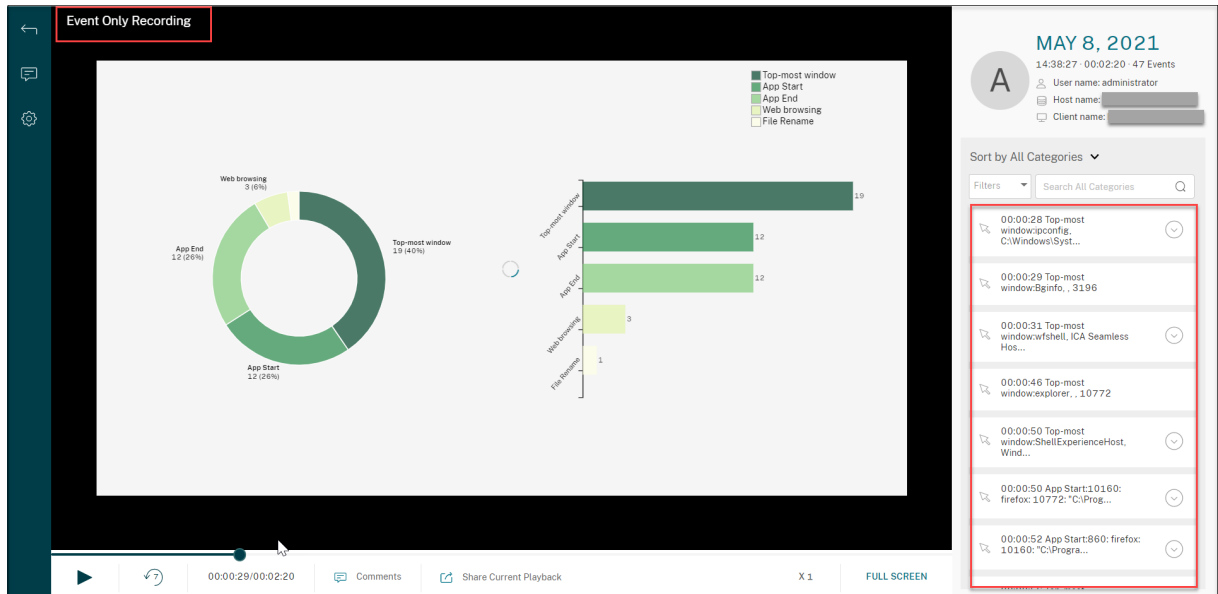 Event Only Recording
Top-most window
App Start
App End
Web browsing
File Rename
Web browsing
3 (6%)
App End
12 (26%)
Top-most window
19 (40%)
App Start
12 (26%)
Top-most window
19
App Start
12
App End
12
Web browsing
3
File Rename
1
7
00:00:29/00:02:20
Comments
Share Current Playback
X 1
FULL SCREEN
A
MAY 8, 2021
14:38:27 · 00:02:20 · 47 Events
User name: administrator
Host name:
Client name:
Sort by All Categories
Filters
Search All Categories
00:00:28 Top-most
window:ipconfig,
C:\Windows\Syst...
00:00:29 Top-most
window:Bginfo, , 3196
00:00:31 Top-most
window:wfshell, ICA Seamless
Hos...
00:00:46 Top-most
window:explorer, , 10772
00:00:50 Top-most
window:ShellExperienceHost,
Wind...
00:00:50 App Start:10160:
firefox: 10772: "C:\Prog...
00:00:52 App Start:860: firefox:
10160: "C:\Progra...